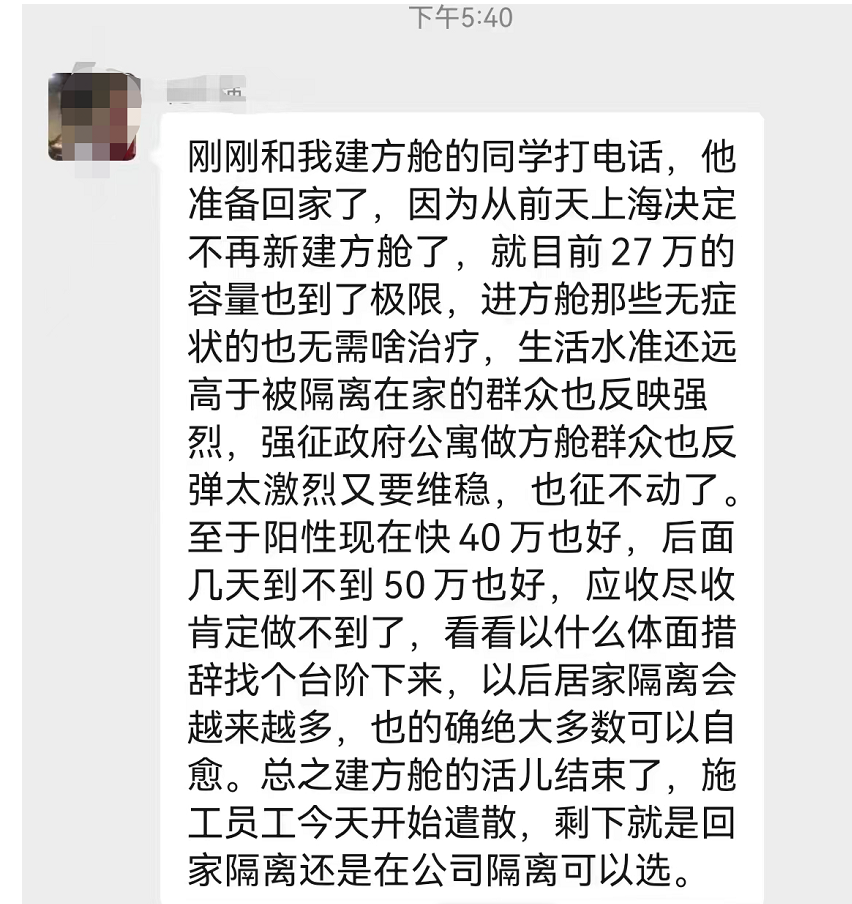 下午5:40
刚刚和我建方舱的同学打电话，他
准备回家了，因为从前天上海决定
不再新建方舱了，就目前27万的
容量也到了极限，进方舱那些无症
状的也无需啥治疗，生活水准还远
高于被隔离在家的群众也反映强
烈，强征政府公寓做方舱群众也反
弹太激烈又要维稳，也征不动了。
至于阳性现在快40万也好，后面
几天到不到50万也好，应收尽收
肯定做不到了，看看以什么体面措
辞找个台阶下来，以后居家隔离会
越来越多，也的确绝大多数可以自
愈。总之建方舱的活儿结束了，施
工员工今天开始遣散，剩下就是回
家隔离还是在公司隔离可以选。